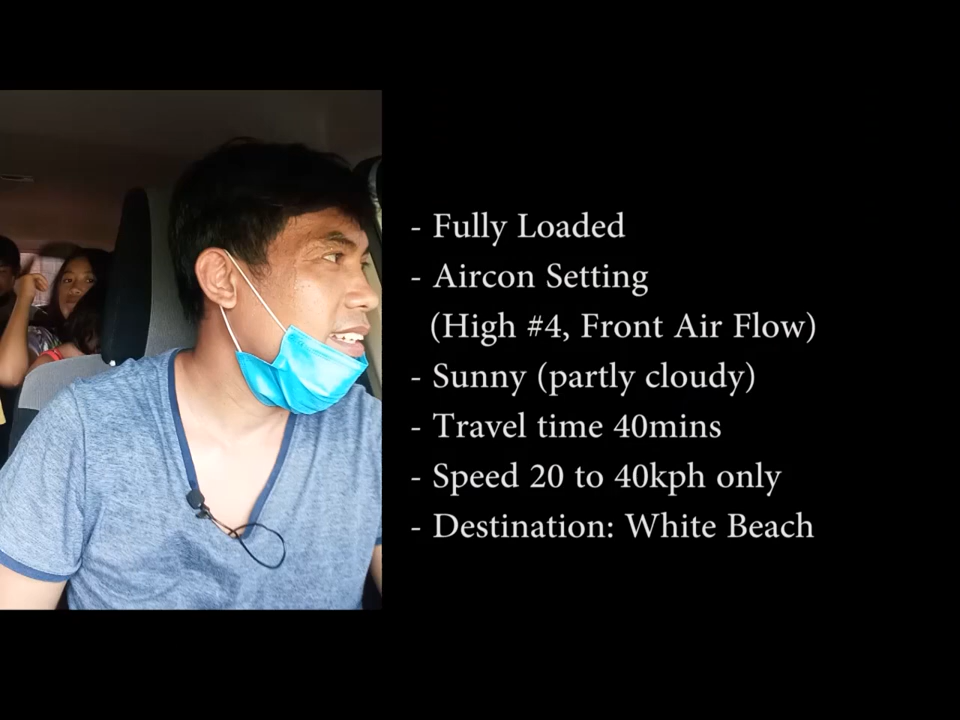 - Fully Loaded
- Aircon Setting
(High #4, Front Air Flow)
- Sunny (partly cloudy)
- Travel time 40mins
- Speed 20 to 40kph only
- Destination: White Beach